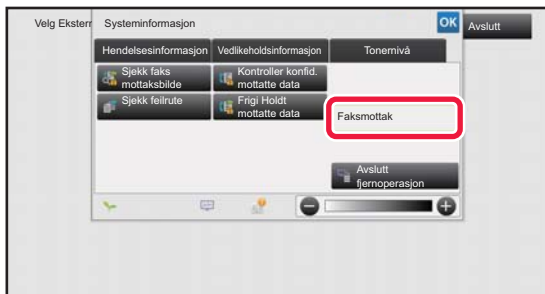 Velg Ekstern
Systeminformasjon
OK
Avslutt
Hendelsesinformasjon
Vedlikeholdsinformasjon
Tonernivå
Sjekk faks
mottaksbilde
Kontroller konfid.
mottatte data
Sjekk feilrute
Frigi Holdt
mottatte data
Faksmottak
Avslutt
fjernoperasjon